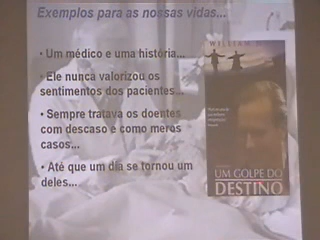 Exemplos para as nossas vidas...
• Um médico e uma história...
• Ele nunca valorizou os
sentimentos dos pacientes...
• Sempre tratava os doentes
com descaso e como meros
casos...
• Até que um dia se tornou um
deles...
WILLIAM
UM GOLPE DO
DESTINO